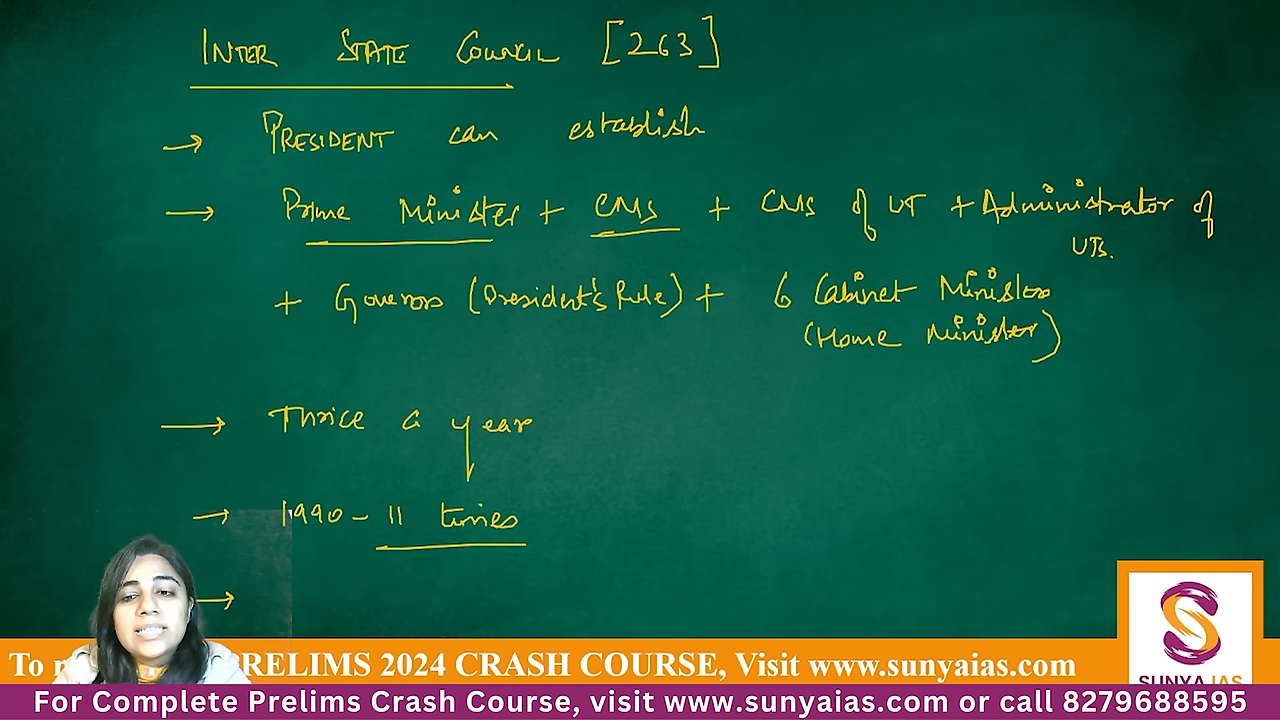 INTER STATE COUNCIL [263]
→ PRESIDENT can establish
→ Prime Minister + CMs + CMs of UT + Administrator of
UTs.
+ Governors (President's Rule) + 6 Cabinet Ministers
(Home Minister)
→ Thrice a year
→ 1990 - 11 times
→
To RELIMS 2024 CRASH COURSE, Visit www.sunyaias.com
SUNYA IAS
For Complete Prelims Crash Course, visit www.sunyaias.com or call 8279688595